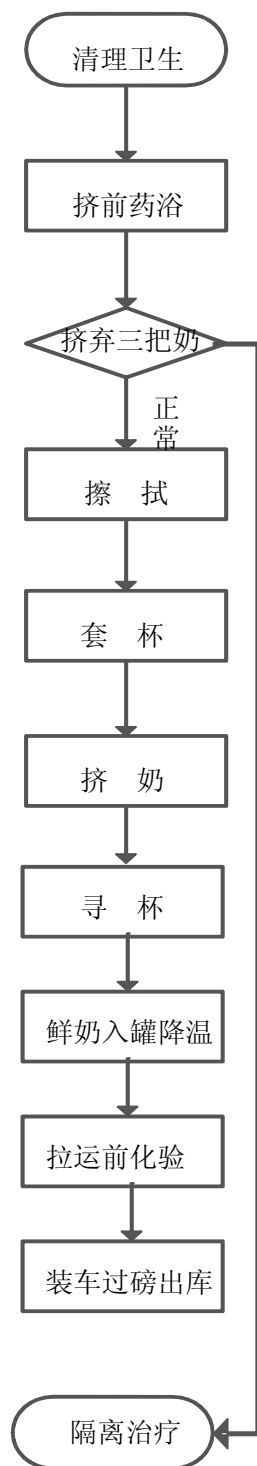 清理卫生
挤前药浴
挤弃三把奶
正
常
擦 拭
套 杯
挤 奶
寻 杯
鲜奶入罐降温
拉运前化验
装车过磅出库
隔离治疗